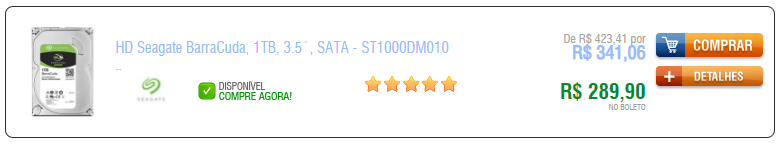 HD Seagate BarraCuda, 1TB, 3.5´, SATA - ST1000DM010
..
SEAGATE
DISPONÍVEL
COMPRE AGORA!
De R$ 423,41 por
R$ 341,06
R$ 289,90
NO BOLETO
COMPRAR
DETALHES